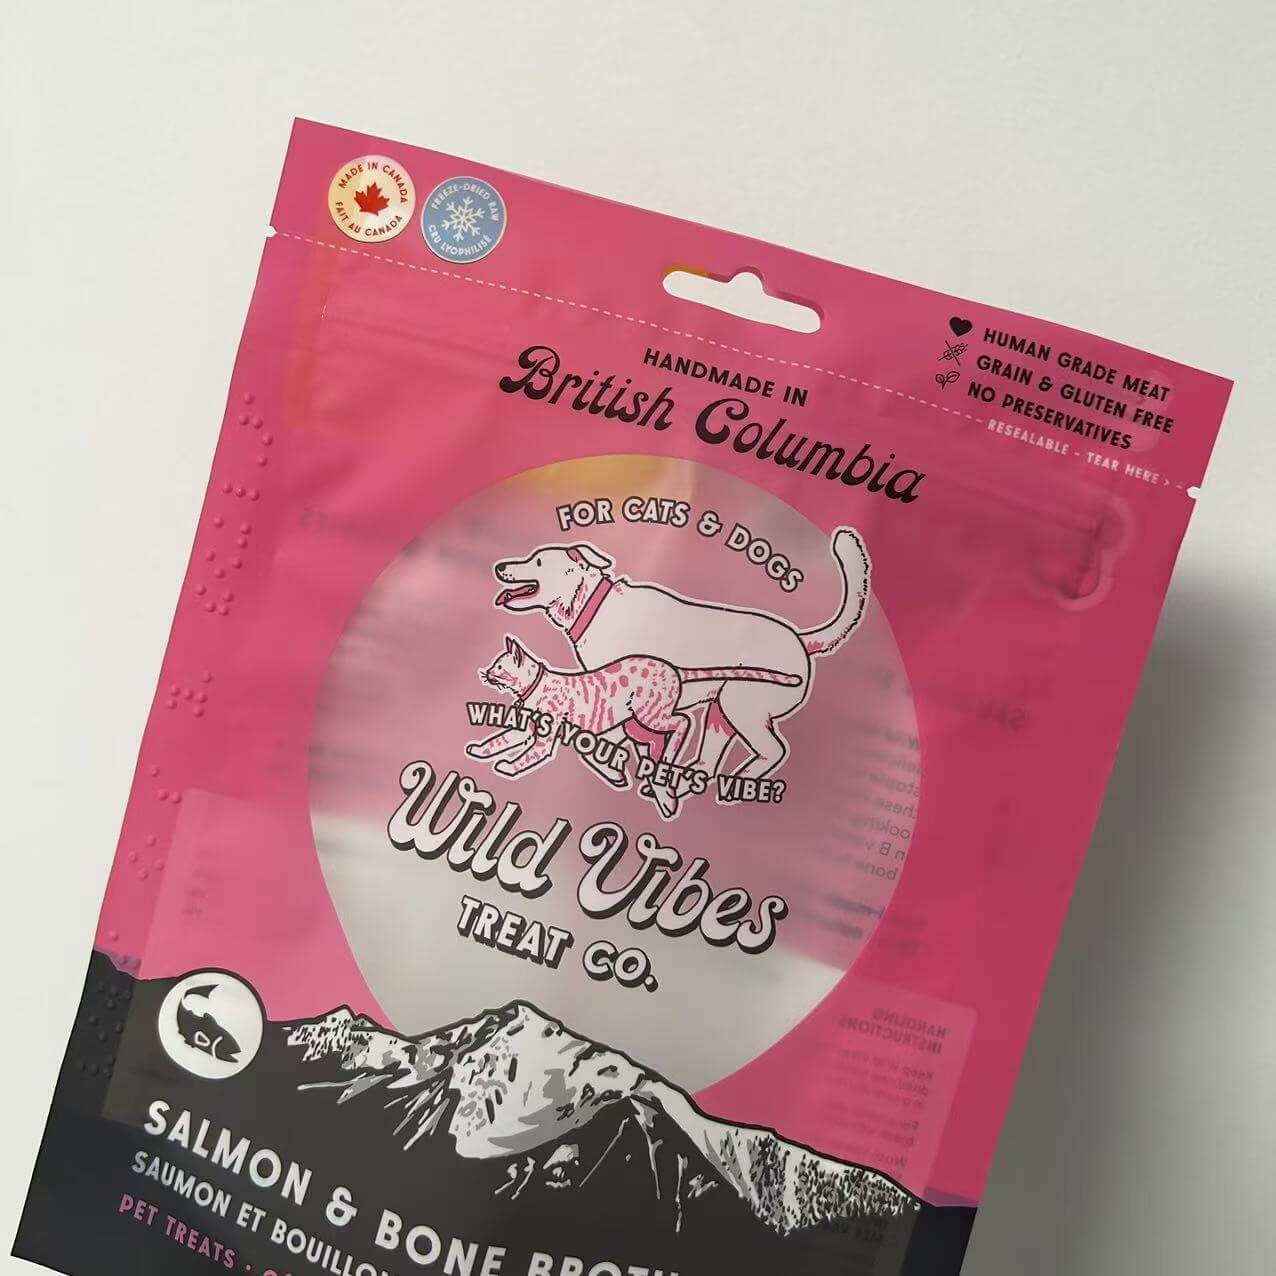 MADE IN CANADA
FAIT AU CANADA
FREEZE-DRIED RAW
CRU LYOPHILISÉ
HUMAN GRADE MEAT
GRAIN & GLUTEN FREE
NO PRESERVATIVES
RESEALABLE - TEAR HERE >
HANDMADE IN
British Columbia
FOR CATS & DOGS
WHAT'S YOUR PET'S VIBE?
Wild Vibes
TREAT CO.
HANDLING
INSTRUCTIONS
SALMON & BONE BROTH
SAUMON ET BOUILLON
PET TREATS •